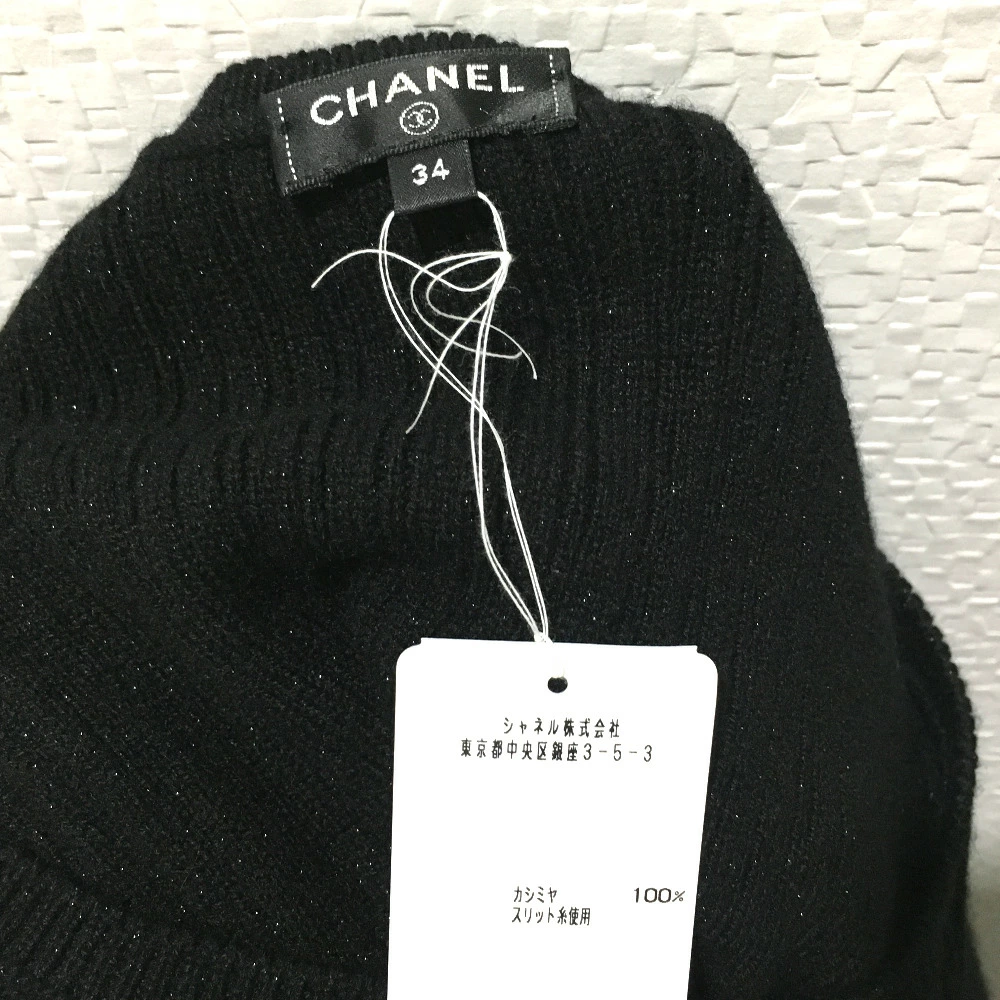 CHANEL
34
シャネル株式会社
東京都中央区銀座3-5-3
カシミヤ 100%
スリット糸使用